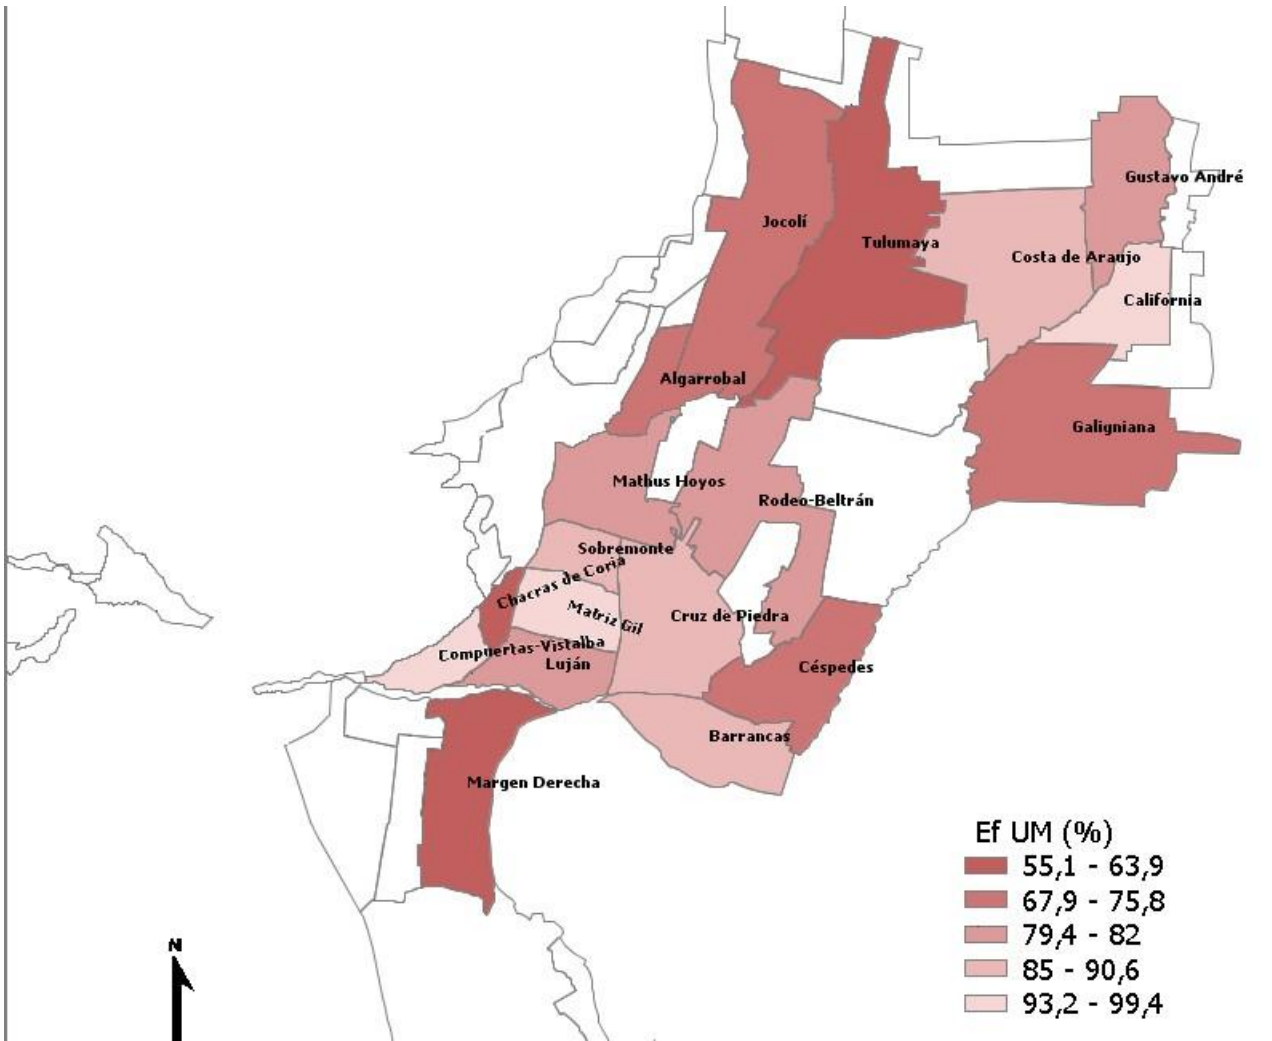 Gustavo André
Jocolí
Tulumaya
Costa de Araujo
California
Algarrobal
Galigniana
Mathus Hoyos
Rodeo-Beltrán
Sobremonte
Chacras de Coria
Matriz Gil
Cruz de Piedra
Compuertas-Vistalba
Luján
Céspedes
Barrancas
Margen Derecha
Ef UM (%)
55,1 - 63,9
67,9 - 75,8
79,4 - 82
85 - 90,6
93,2 - 99,4
N